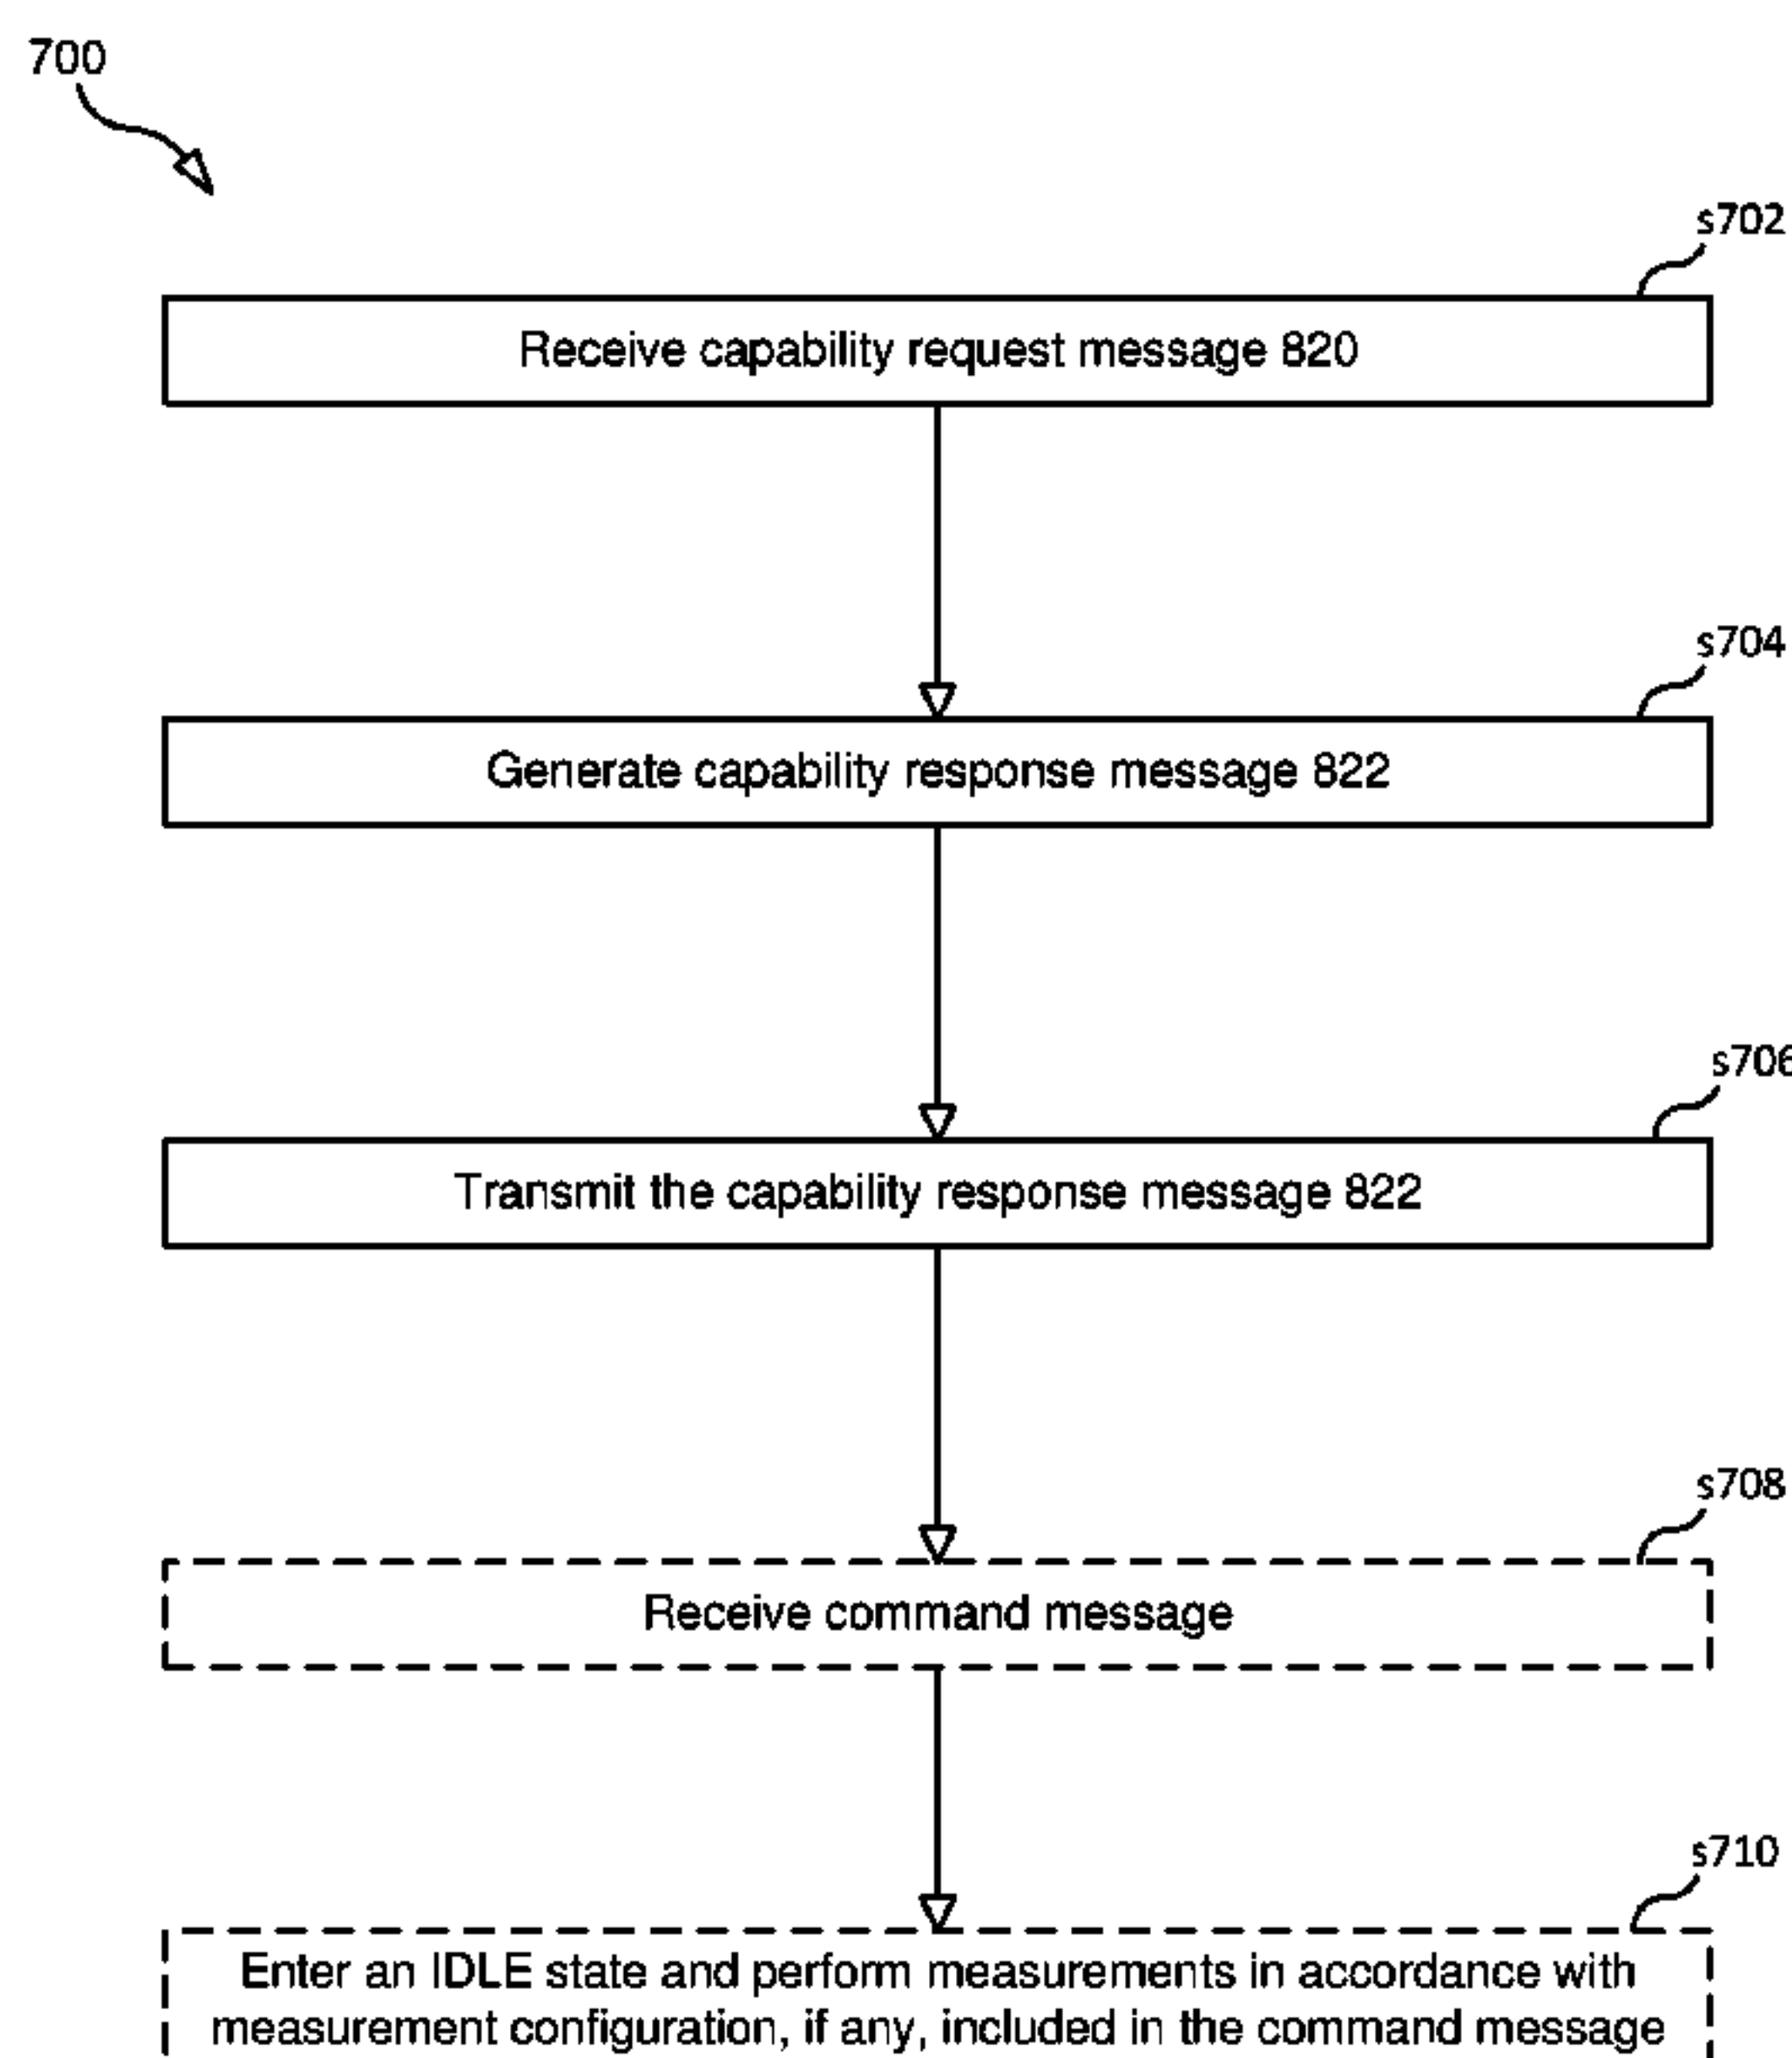 700
s702
Receive capability request message 820
s704
Generate capability response message 822
s706
Transmit the capability response message 822
s708
Receive command message
s710
Enter an IDLE state and perform measurements in accordance with
measurement configuration, if any, included in the command message